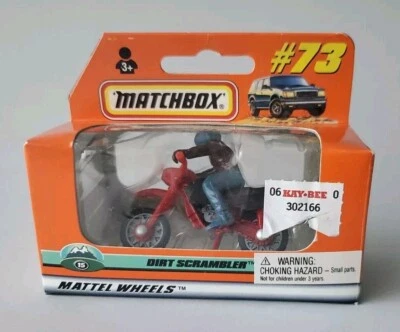 3+
#73
MATCHBOX®
06 KAY·BEE 0
302166
15
DIRT SCRAMBLER™
MATTEL WHEELS™
WARNING:
CHOKING HAZARD – Small parts.
Not for children under 3 years.